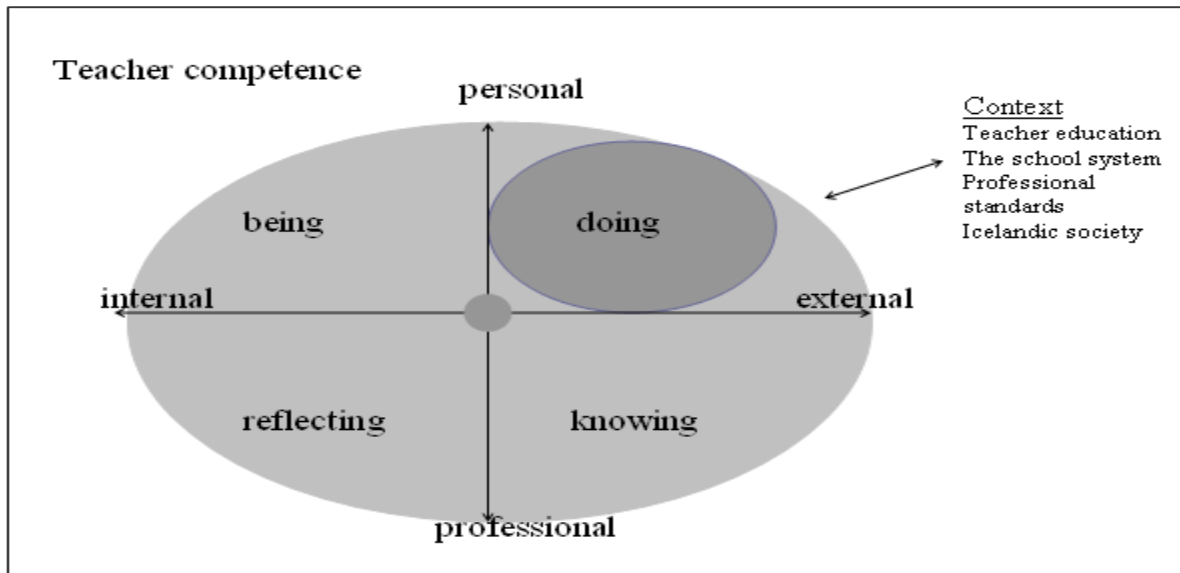 Teacher competence
personal
Context
Teacher education
The school system
Professional
standards
Icelandic society
being
doing
internal
external
reflecting
knowing
professional